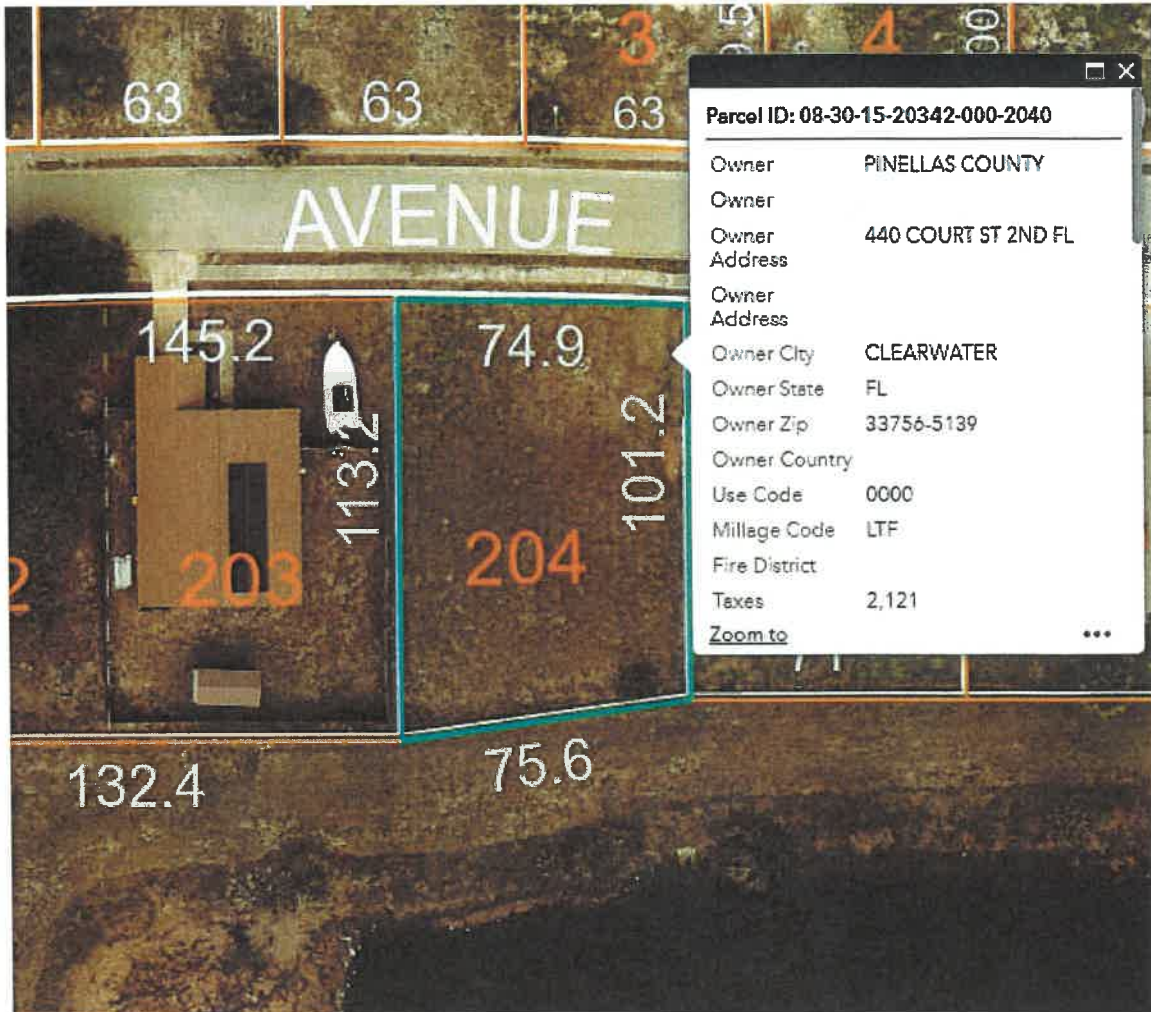 3
4
9.5
00
63
63
63
AVENUE
145.2
74.9
113.2
101.2
2
203
204
132.4
75.6
Parcel ID: 08-30-15-20342-000-2040
Owner PINELLAS COUNTY
Owner
Owner Address 440 COURT ST 2ND FL
Owner Address
Owner City CLEARWATER
Owner State FL
Owner Zip 33756-5139
Owner Country
Use Code 0000
Millage Code LTF
Fire District
Taxes 2,121
Zoom to •••